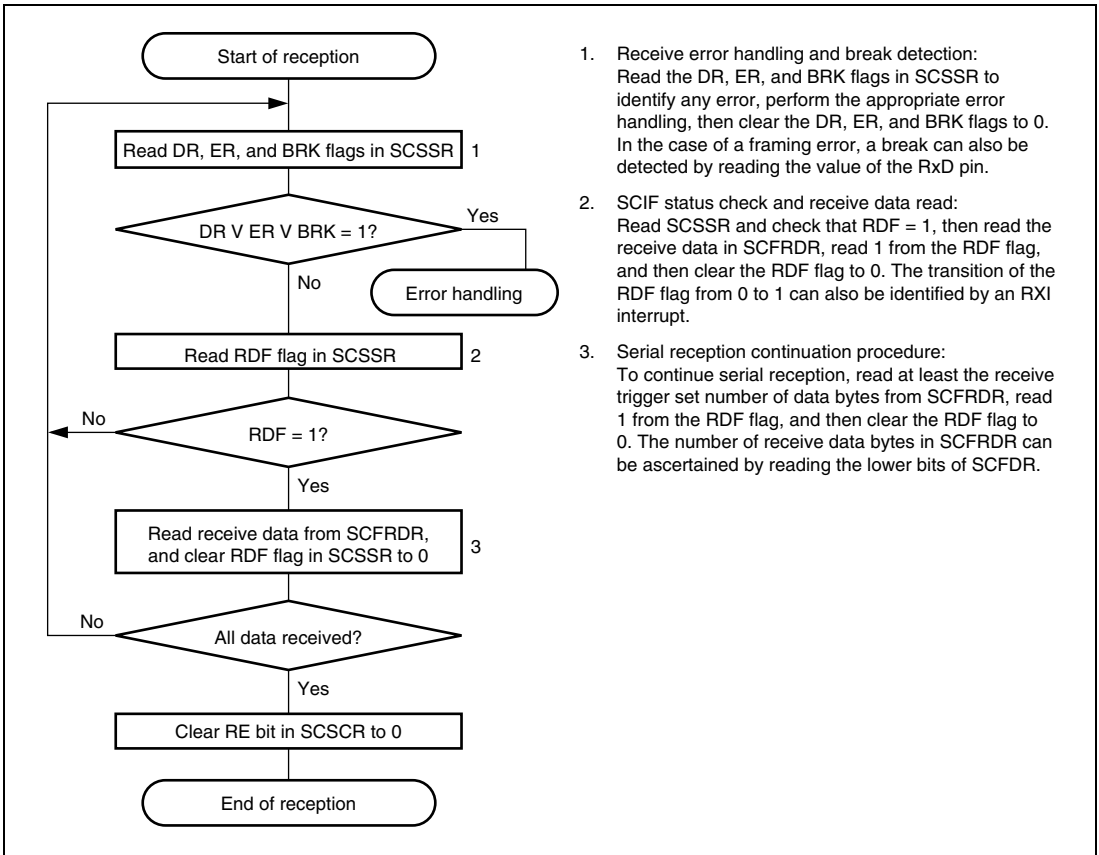 Start of reception
Read DR, ER, and BRK flags in SCSSR 1
DR V ER V BRK = 1?
Yes
No
Error handling
Read RDF flag in SCSSR 2
No
RDF = 1?
Yes
Read receive data from SCFRDR,
and clear RDF flag in SCSSR to 0
3
No
All data received?
Yes
Clear RE bit in SCSCR to 0
End of reception
1. Receive error handling and break detection:
Read the DR, ER, and BRK flags in SCSSR to
identify any error, perform the appropriate error
handling, then clear the DR, ER, and BRK flags to 0.
In the case of a framing error, a break can also be
detected by reading the value of the RxD pin.
2. SCIF status check and receive data read:
Read SCSSR and check that RDF = 1, then read the
receive data in SCFRDR, read 1 from the RDF flag,
and then clear the RDF flag to 0. The transition of the
RDF flag from 0 to 1 can also be identified by an RXI
interrupt.
3. Serial reception continuation procedure:
To continue serial reception, read at least the receive
trigger set number of data bytes from SCFRDR, read
1 from the RDF flag, and then clear the RDF flag to
0. The number of receive data bytes in SCFRDR can
be ascertained by reading the lower bits of SCFDR.